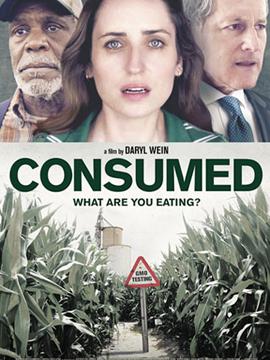 a film by DARYL WEIN
CONSUMED
WHAT ARE YOU EATING?
GMO
TESTING